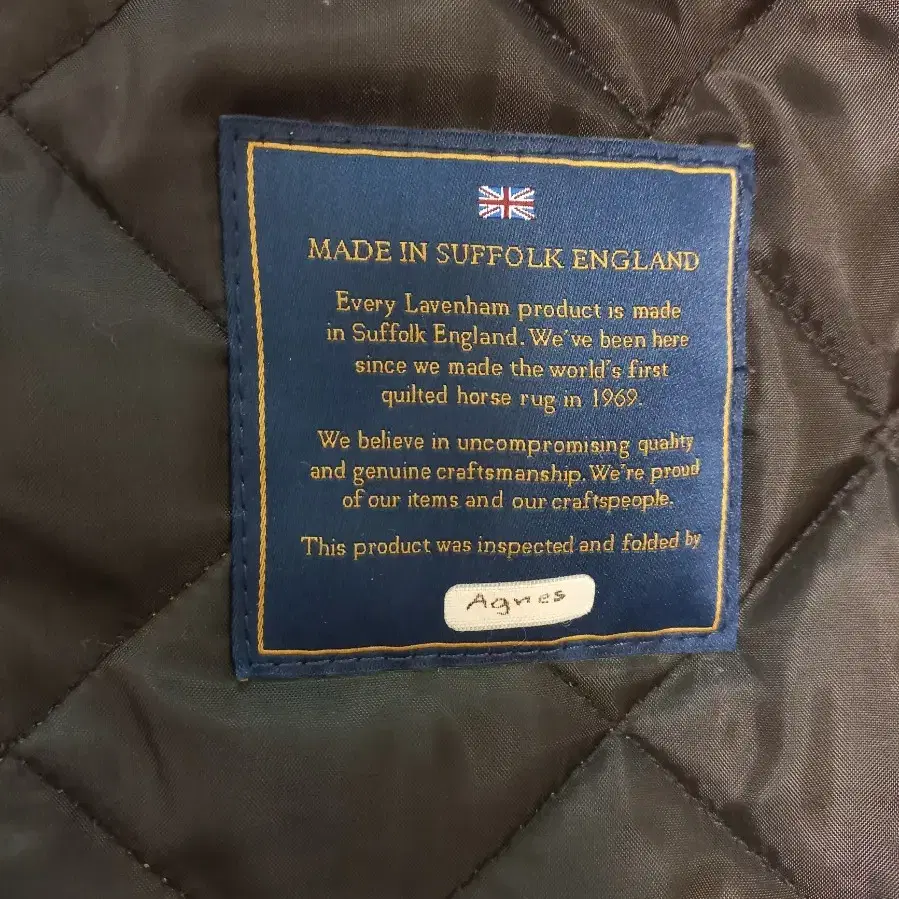 MADE IN SUFFOLK ENGLAND
Every Lavenham product is made
in Suffolk England. We've been here
since we made the world's first
quilted horse rug in 1969.
We believe in uncompromising quality
and genuine craftsmanship. We're proud
of our items and our craftspeople.
This product was inspected and folded by
Agnes